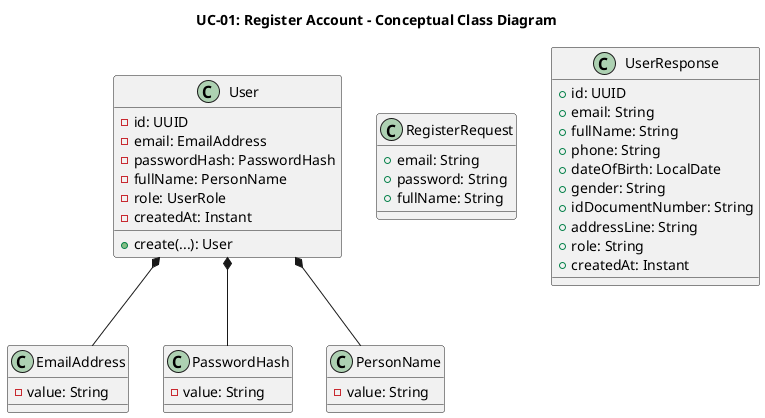 UC-01: Register Account - Conceptual Class Diagram
C User
id: UUID
email: EmailAddress
passwordHash: PasswordHash
fullName: PersonName
role: UserRole
createdAt: Instant
create(...): User
C RegisterRequest
email: String
password: String
fullName: String
C UserResponse
id: UUID
email: String
fullName: String
phone: String
dateOfBirth: LocalDate
gender: String
idDocumentNumber: String
addressLine: String
role: String
createdAt: Instant
C EmailAddress
value: String
C PasswordHash
value: String
C PersonName
value: String